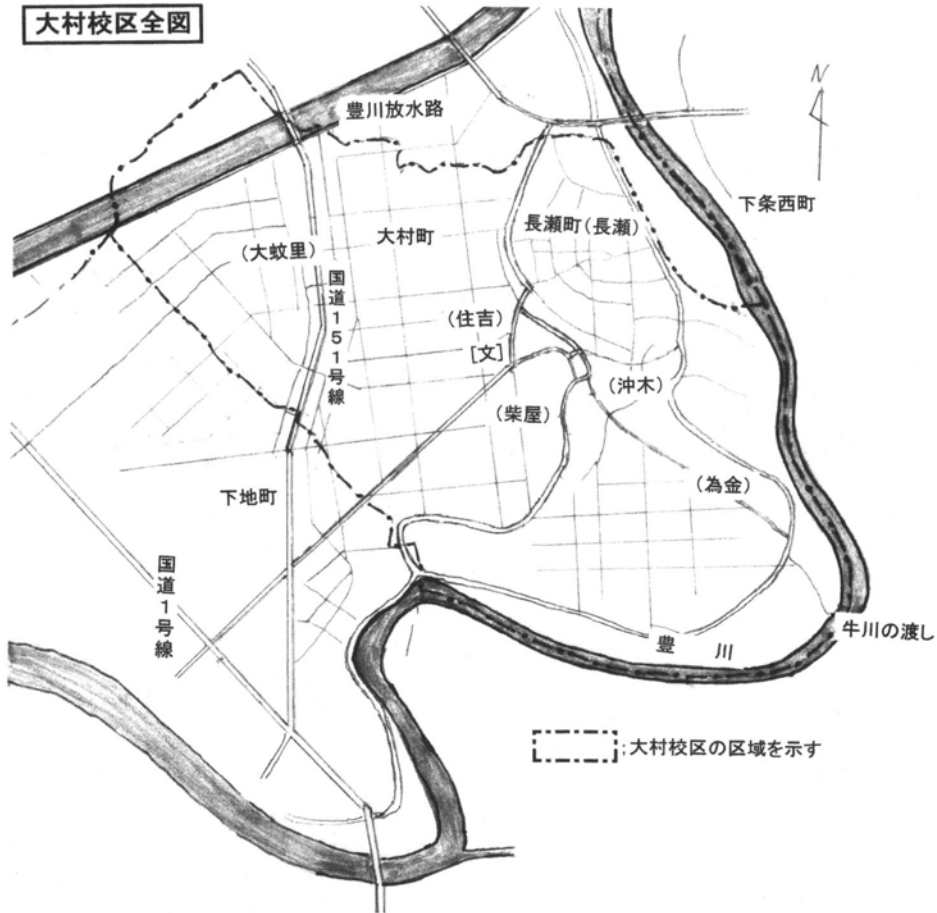 大村校区全図
N
豊川放水路
下条西町
長瀬町(長瀬)
大村町
(大蚊里)
国道151号線
(住吉)
[文]
(沖木)
(柴屋)
(為金)
下地町
国道1号線
牛川の渡し
豊川
:大村校区の区域を示す